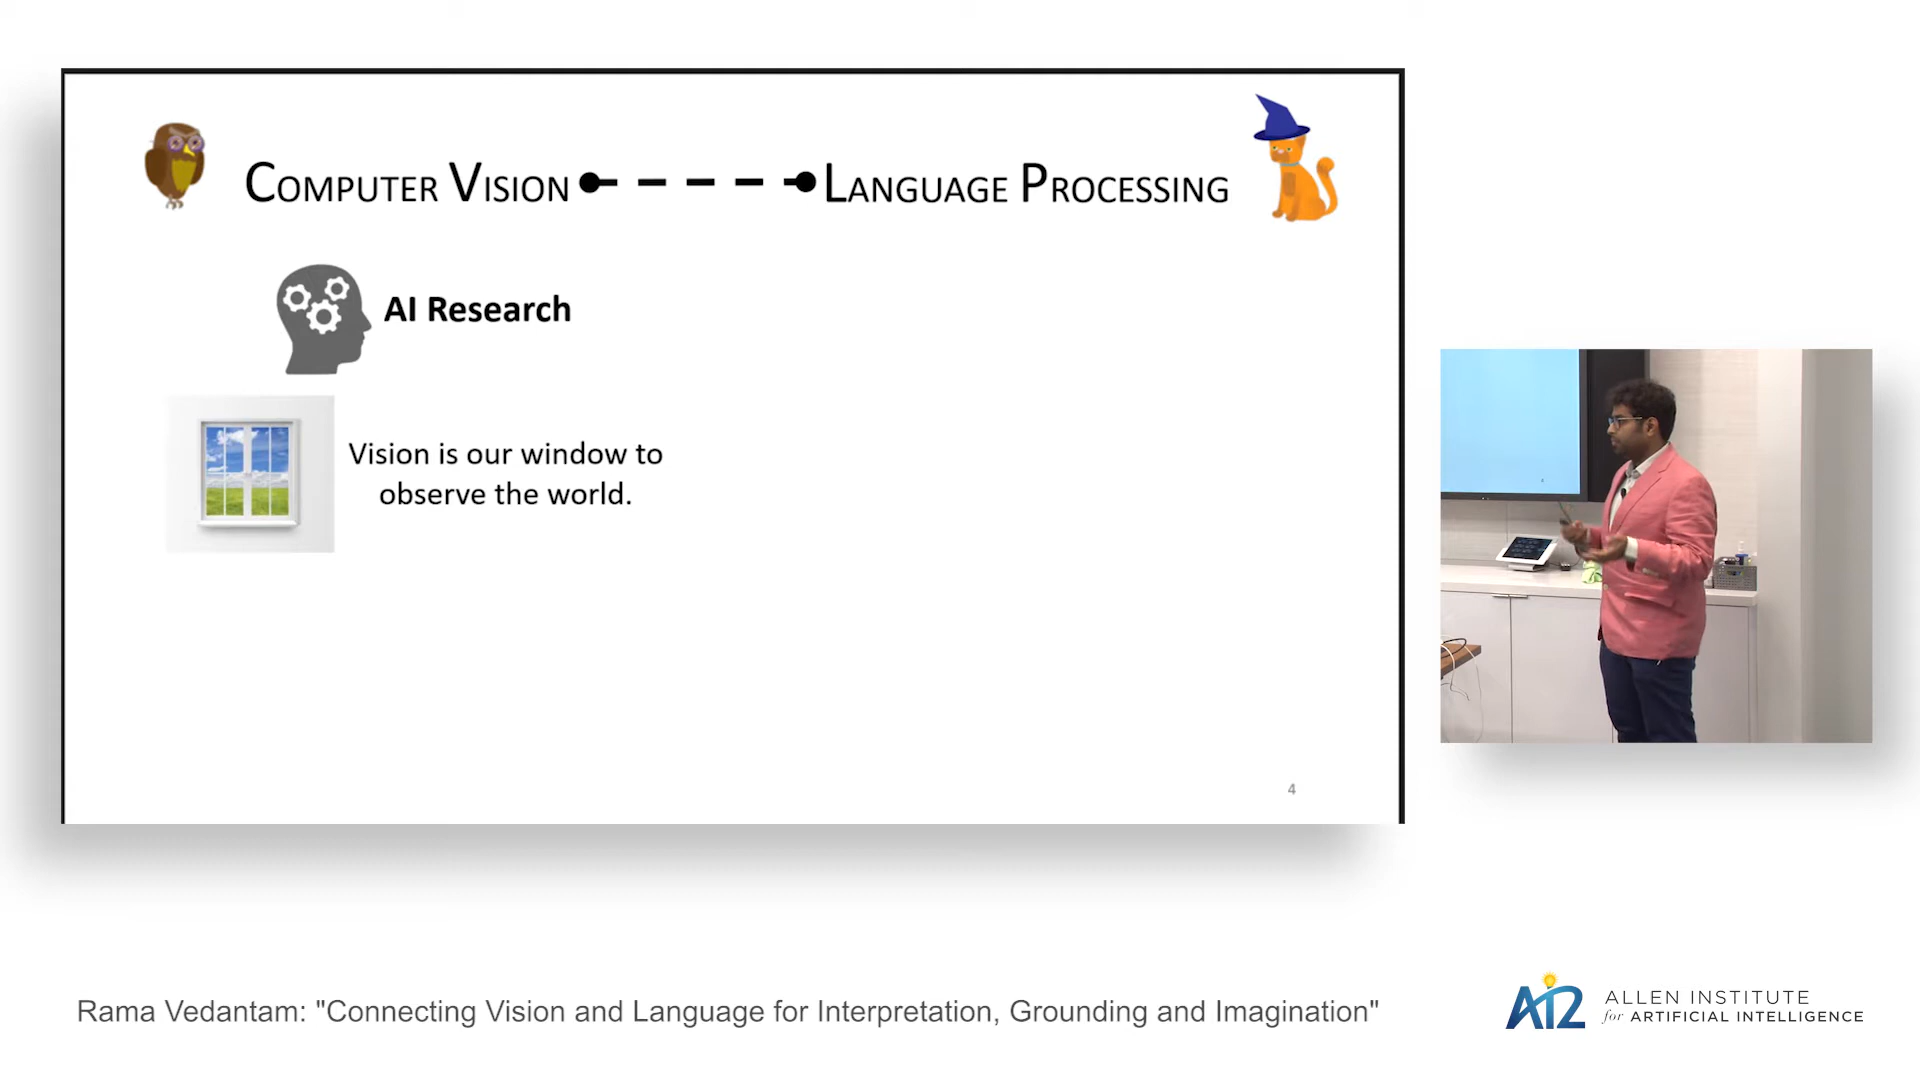 COMPUTER VISION LANGUAGE PROCESSING
AI Research
Vision is our window to
observe the world.
4
Rama Vedantam: "Connecting Vision and Language for Interpretation, Grounding and Imagination"
AI2
ALLEN INSTITUTE
for ARTIFICIAL INTELLIGENCE